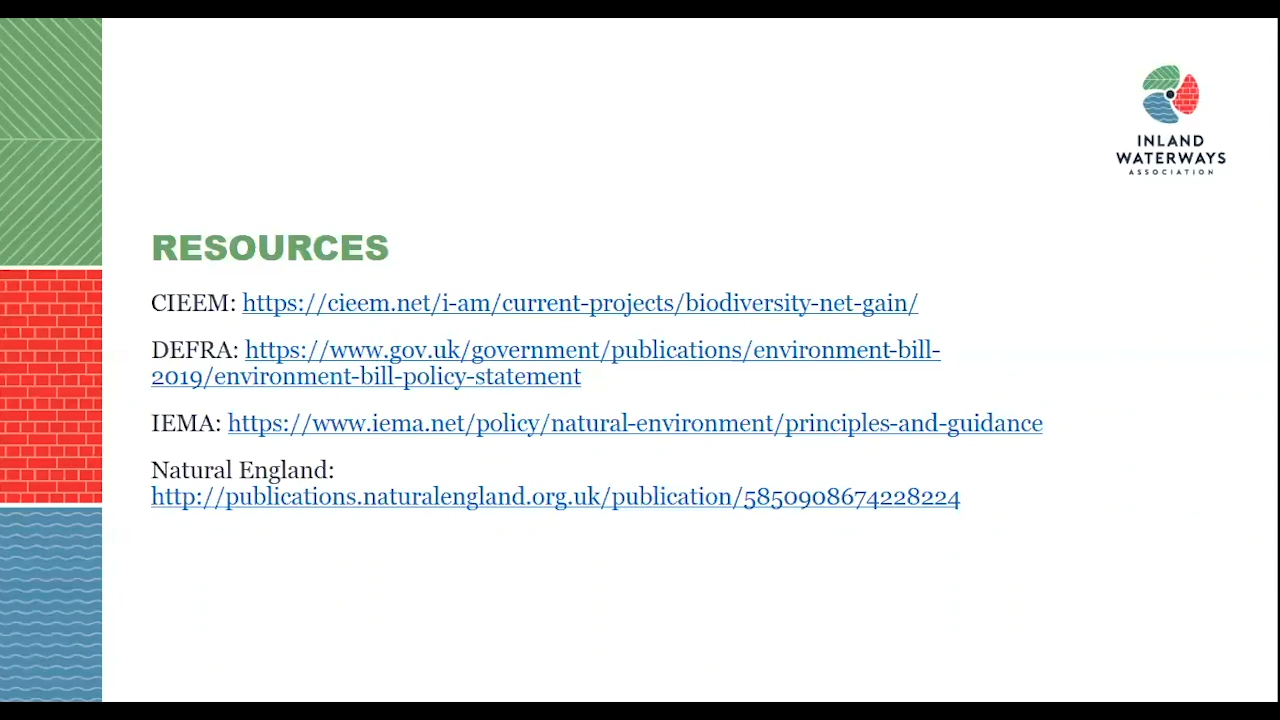 INLAND
WATERWAYS
ASSOCIATION
RESOURCES
CIEEM: https://cieem.net/i-am/current-projects/biodiversity-net-gain/
DEFRA: https://www.gov.uk/government/publications/environment-bill-
2019/environment-bill-policy-statement
IEMA: https://www.iema.net/policy/natural-environment/principles-and-guidance
Natural England:
http://publications.naturalengland.org.uk/publication/5850908674228224